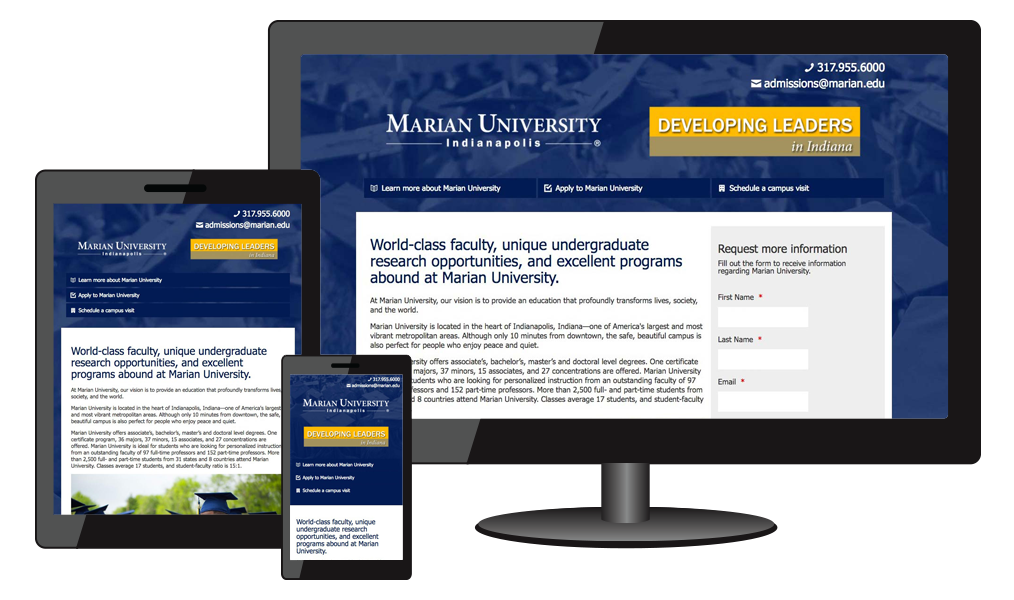 317.955.6000
admissions@marian.edu
MARIAN UNIVERSITY
Indianapolis ®
DEVELOPING LEADERS
in Indiana
Learn more about Marian University
Apply to Marian University
Schedule a campus visit
World-class faculty, unique undergraduate
research opportunities, and excellent programs
abound at Marian University.
At Marian University, our vision is to provide an education that profoundly transforms lives, society,
and the world.
Marian University is located in the heart of Indianapolis, Indiana—one of America's largest and most
vibrant metropolitan areas. Although only 10 minutes from downtown, the safe, beautiful campus is
also perfect for people who enjoy peace and quiet.
ersity offers associate's, bachelor's, master's and doctoral level degrees. One certificate
majors, 37 minors, 15 associates, and 27 concentrations are offered. Marian University
tudents who are looking for personalized instruction from an outstanding faculty of 97
fessors and 152 part-time professors. More than 2,500 full- and part-time students from
d 8 countries attend Marian University. Classes average 17 students, and student-faculty
Request more information
Fill out the form to receive information
regarding Marian University.
First Name *
Last Name *
Email *
317.955.6000
admissions@marian.edu
MARIAN UNIVERSITY
Indianapolis ®
DEVELOPING LEADERS
in Indiana
Learn more about Marian University
Apply to Marian University
Schedule a campus visit
World-class faculty, unique undergraduate
research opportunities, and excellent
programs abound at Marian University.
At Marian University, our vision is to provide an education that profoundly transforms lives,
society, and the world.
Marian University is located in the heart of Indianapolis, Indiana—one of America's largest
and most vibrant metropolitan areas. Although only 10 minutes from downtown, the safe,
beautiful campus is also perfect for people who enjoy peace and quiet.
Marian University offers associate's, bachelor's, master's and doctoral level degrees. One
certificate program, 36 majors, 37 minors, 15 associates, and 27 concentrations are
offered. Marian University is ideal for students who are looking for personalized instruction
from an outstanding faculty of 97 full-time professors and 152 part-time professors. More
than 2,500 full- and part-time students from 31 states and 8 countries attend Marian
University. Classes average 17 students, and student-faculty ratio is 15:1.
317.955.6000
admissions@marian.edu
MARIAN UNIVERSITY
Indianapolis ®
DEVELOPING LEADERS
in Indiana
Learn more about Marian University
Apply to Marian University
Schedule a campus visit
World-class faculty, unique
undergraduate research
opportunities, and excellent
programs abound at Marian
University.